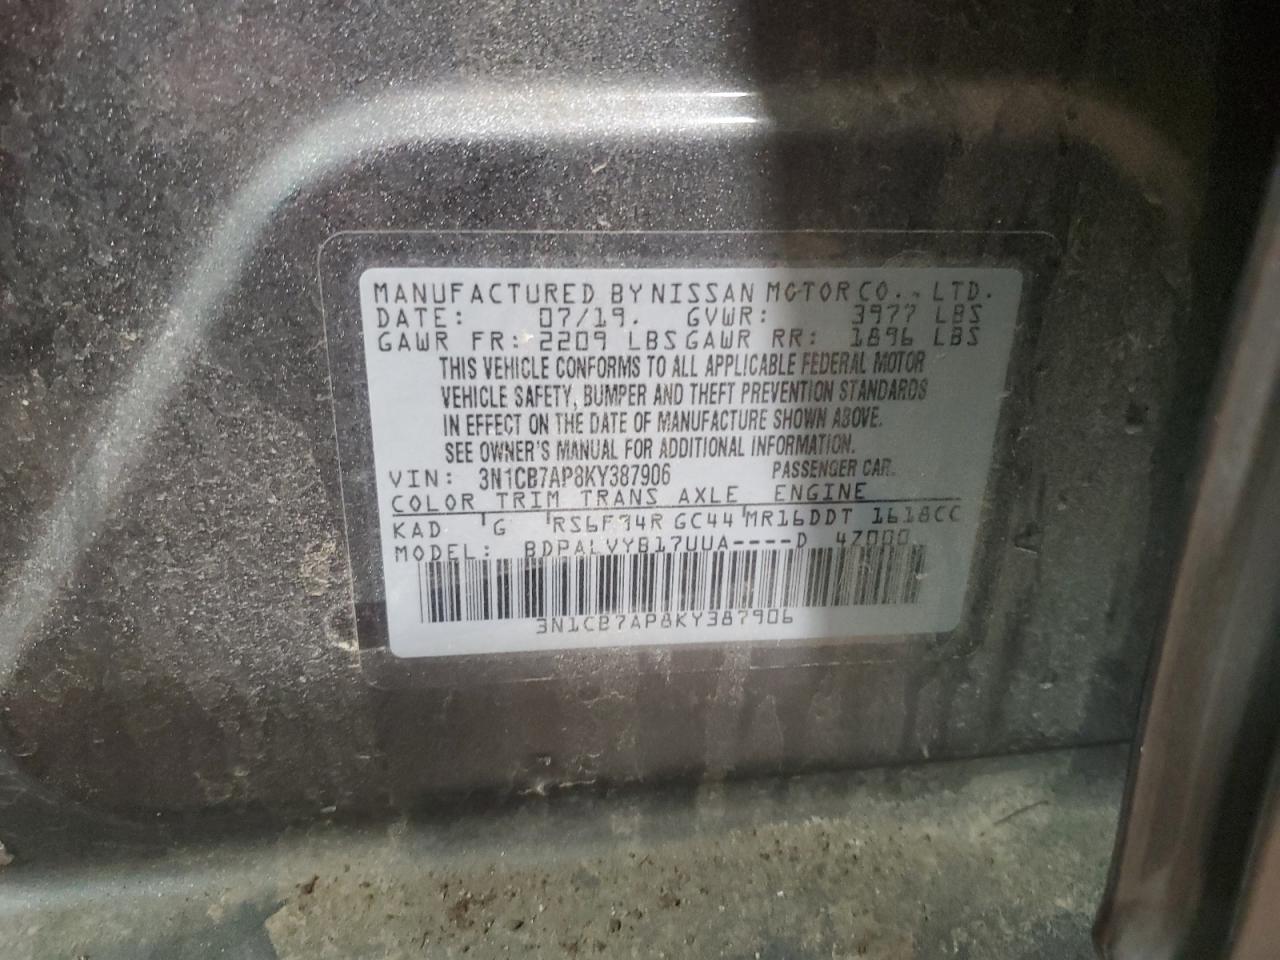 MANUFACTURED BY NISSAN MOTOR CO., LTD.
DATE: 07/19. GVWR: 3977 LBS
GAWR FR: 2209 LBS GAWR RR: 1896 LBS
THIS VEHICLE CONFORMS TO ALL APPLICABLE FEDERAL MOTOR
VEHICLE SAFETY, BUMPER AND THEFT PREVENTION STANDARDS
IN EFFECT ON THE DATE OF MANUFACTURE SHOWN ABOVE.
SEE OWNER'S MANUAL FOR ADDITIONAL INFORMATION.
VIN: 3N1CB7AP8KY387906 PASSENGER CAR.
COLOR TRIM TRANS AXLE ENGINE
KAD G RS6F94R GC44 MR16DDT 1618CC
MODEL: BDPALVYB17UUA----D 4Z000
3N1CB7AP8KY387906